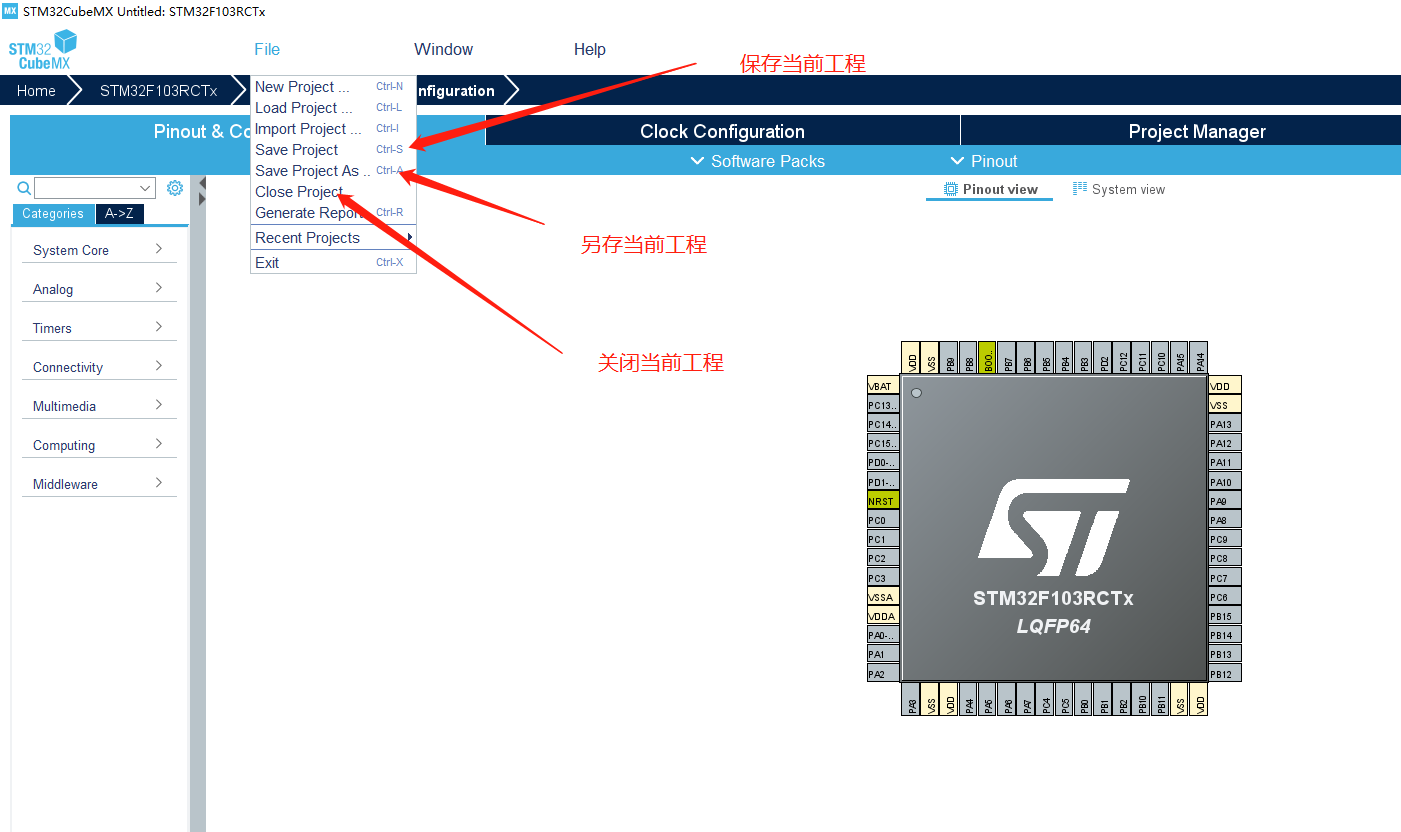 MX STM32CubeMX Untitled: STM32F103RCTx
STM32
CubeMX
File
Window
Help
保存当前工程
Home
STM32F103RCTx
nfiguration
New Project ...
Ctrl-N
Load Project ...
Ctrl-L
Import Project ...
Ctrl-I
Save Project
Ctrl-S
Save Project As ..
Ctrl-A
Close Project
Generate Report
Ctrl-R
Recent Projects
Exit
Ctrl-X
Pinout & Co
Clock Configuration
Project Manager
Software Packs
Pinout
Pinout view
System view
Categories
A->Z
System Core
Analog
Timers
Connectivity
Multimedia
Computing
Middleware
另存当前工程
关闭当前工程
VDD
VSS
PB9
PB8
BOO..
PB7
PB6
PB5
PB4
PB3
PD2
PC12
PC11
PC10
PA15
PA14
VBAT
PC13..
PC14..
PC15..
PD0-..
PD1-..
NRST
PC0
PC1
PC2
PC3
VSSA
VDDA
PA0-..
PA1
PA2
VDD
VSS
PA13
PA12
PA11
PA10
PA9
PA8
PC9
PC8
PC7
PC6
PB15
PB14
PB13
PB12
ST
STM32F103RCTx
LQFP64
PA3
VSS
VDD
PA4
PA5
PA6
PA7
PC4
PC5
PB0
PB1
PB2
PB10
PB11
VSS
VDD